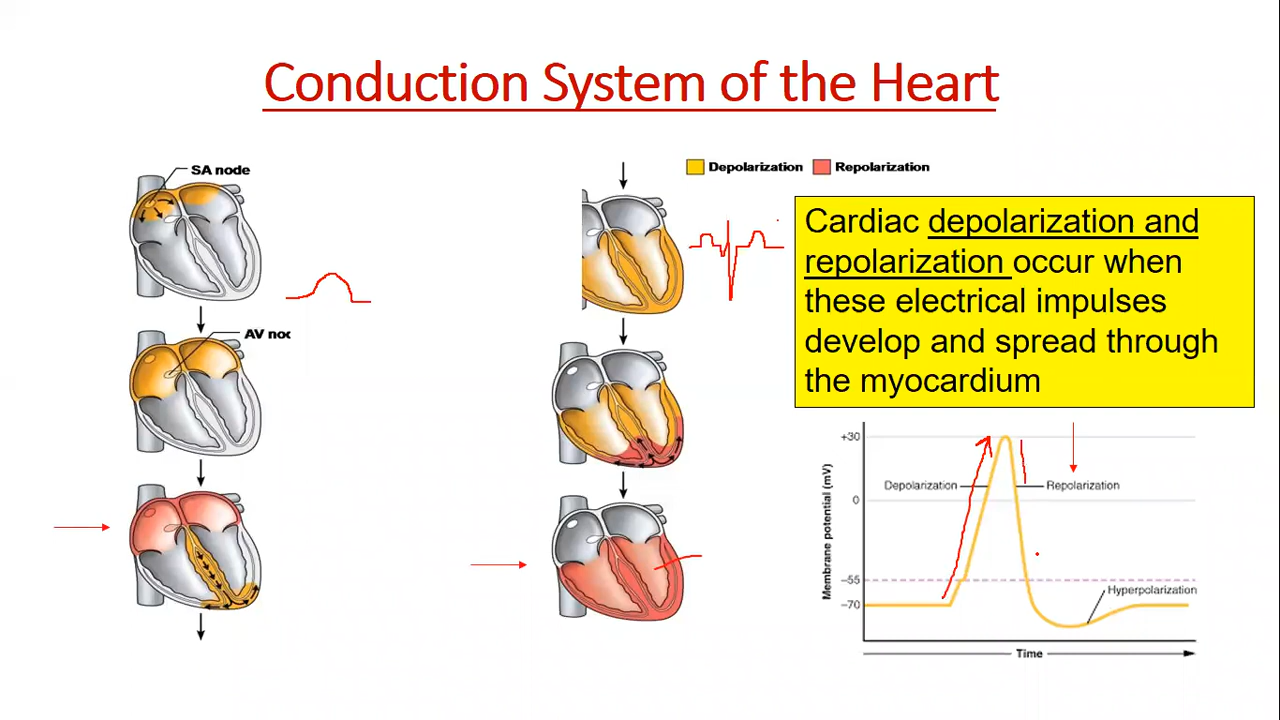 Conduction System of the Heart
SA node
AV noc
Depolarization
Repolarization
Cardiac depolarization and
repolarization occur when
these electrical impulses
develop and spread through
the myocardium
+30
Depolarization
Repolarization
0
Membrane potential (mV)
–55
–70
Hyperpolarization
Time